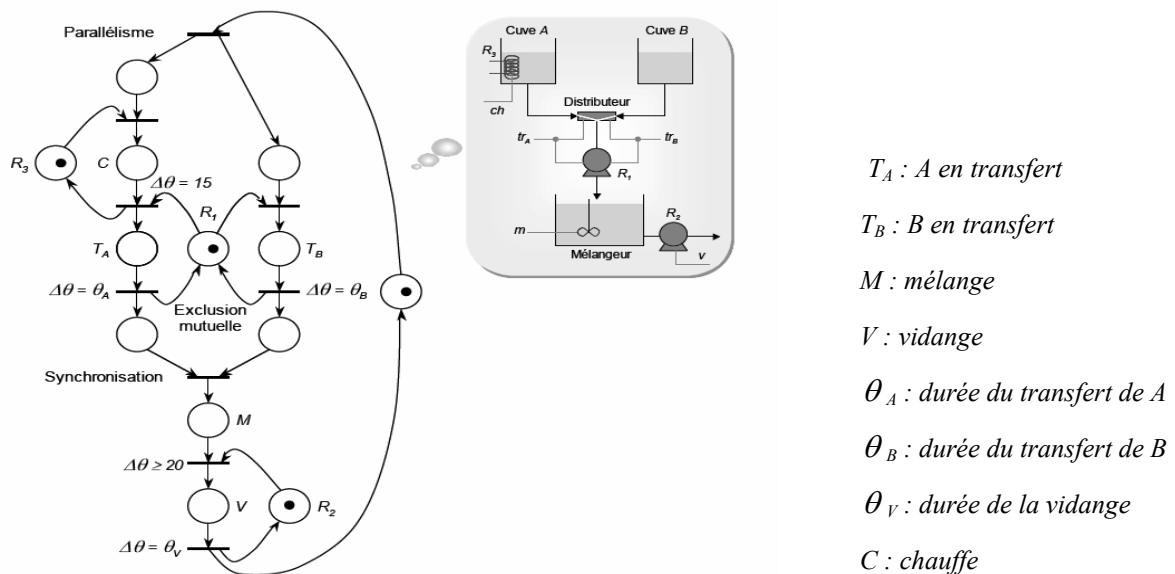 Parallélisme
R3
C
Δθ = 15
R1
TA
TB
Δθ = θA
Δθ = θB
Exclusion
mutuelle
Synchronisation
M
Δθ ≥ 20
V
R2
Δθ = θV
Cuve A
Cuve B
R3
ch
Distributeur
trA
trB
R1
m
R2
Mélangeur
v
TA : A en transfert
TB : B en transfert
M : mélange
V : vidange
θA : durée du transfert de A
θB : durée du transfert de B
θV : durée de la vidange
C : chauffe